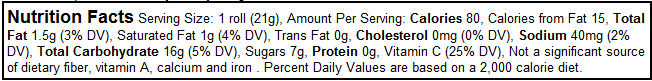 Nutrition Facts Serving Size: 1 roll (21g), Amount Per Serving: Calories 80, Calories from Fat 15, Total
Fat 1.5g (3% DV), Saturated Fat 1g (4% DV), Trans Fat 0g, Cholesterol 0mg (0% DV), Sodium 40mg (2%
DV), Total Carbohydrate 16g (5% DV), Sugars 7g, Protein 0g, Vitamin C (25% DV), Not a significant source
of dietary fiber, vitamin A, calcium and iron . Percent Daily Values are based on a 2,000 calorie diet.